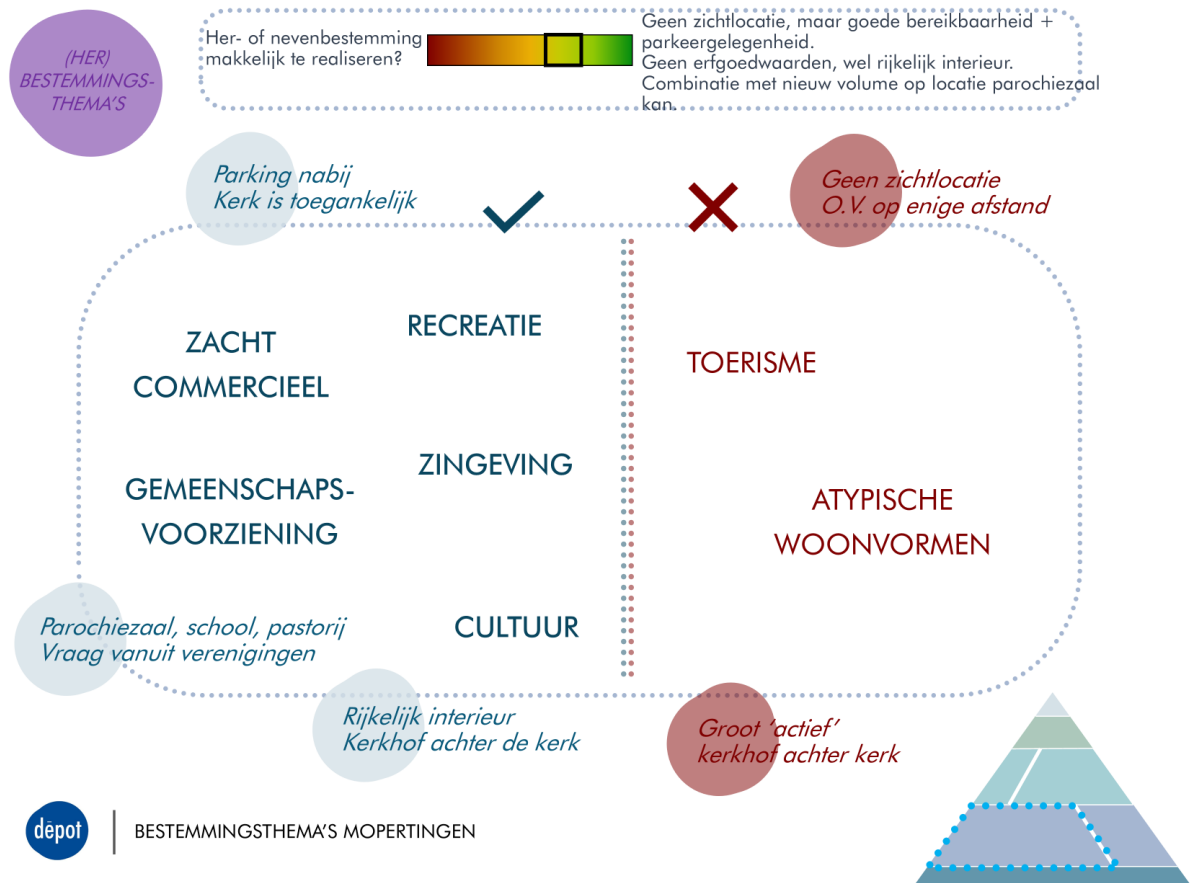 (HER)
BESTEMMINGS-
THEMA'S
Her- of nevenbestemming
makkelijk te realiseren?
Geen zichtlocatie, maar goede bereikbaarheid +
parkeergelegenheid.
Geen erfgoedwaarden, wel rijkelijk interieur.
Combinatie met nieuw volume op locatie parochiezaal
kan.
Parking nabij
Kerk is toegankelijk
Geen zichtlocatie
O.V. op enige afstand
ZACHT
COMMERCIEEL
RECREATIE
ZINGEVING
GEMEENSCHAPS-
VOORZIENING
CULTUUR
TOERISME
ATYPISCHE
WOONVORMEN
Parochiezaal, school, pastorij
Vraag vanuit verenigingen
Rijkelijk interieur
Kerkhof achter de kerk
Groot ‘actief’
kerkhof achter kerk
dēpot
BESTEMMINGSTHEMA'S MOPERTINGEN